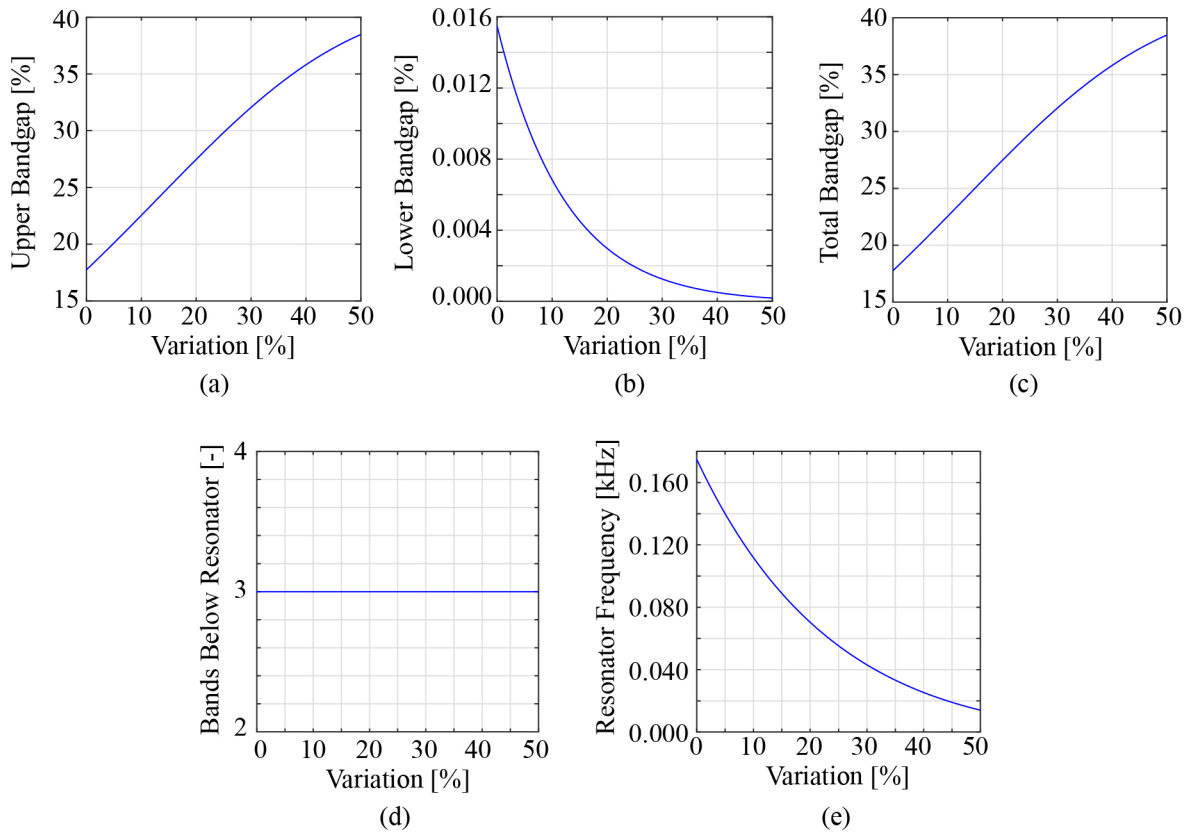 Upper Bandgap [%]
40
35
30
25
20
15
0 10 20 30 40 50
Variation [%]
(a)
Lower Bandgap [%]
0.016
0.012
0.008
0.004
0.000
0 10 20 30 40 50
Variation [%]
(b)
Total Bandgap [%]
40
35
30
25
20
15
0 10 20 30 40 50
Variation [%]
(c)
Bands Below Resonator [-]
4
3
2
0 10 20 30 40 50
Variation [%]
(d)
Resonator Frequency [kHz]
0.160
0.120
0.080
0.040
0.000
0 10 20 30 40 50
Variation [%]
(e)